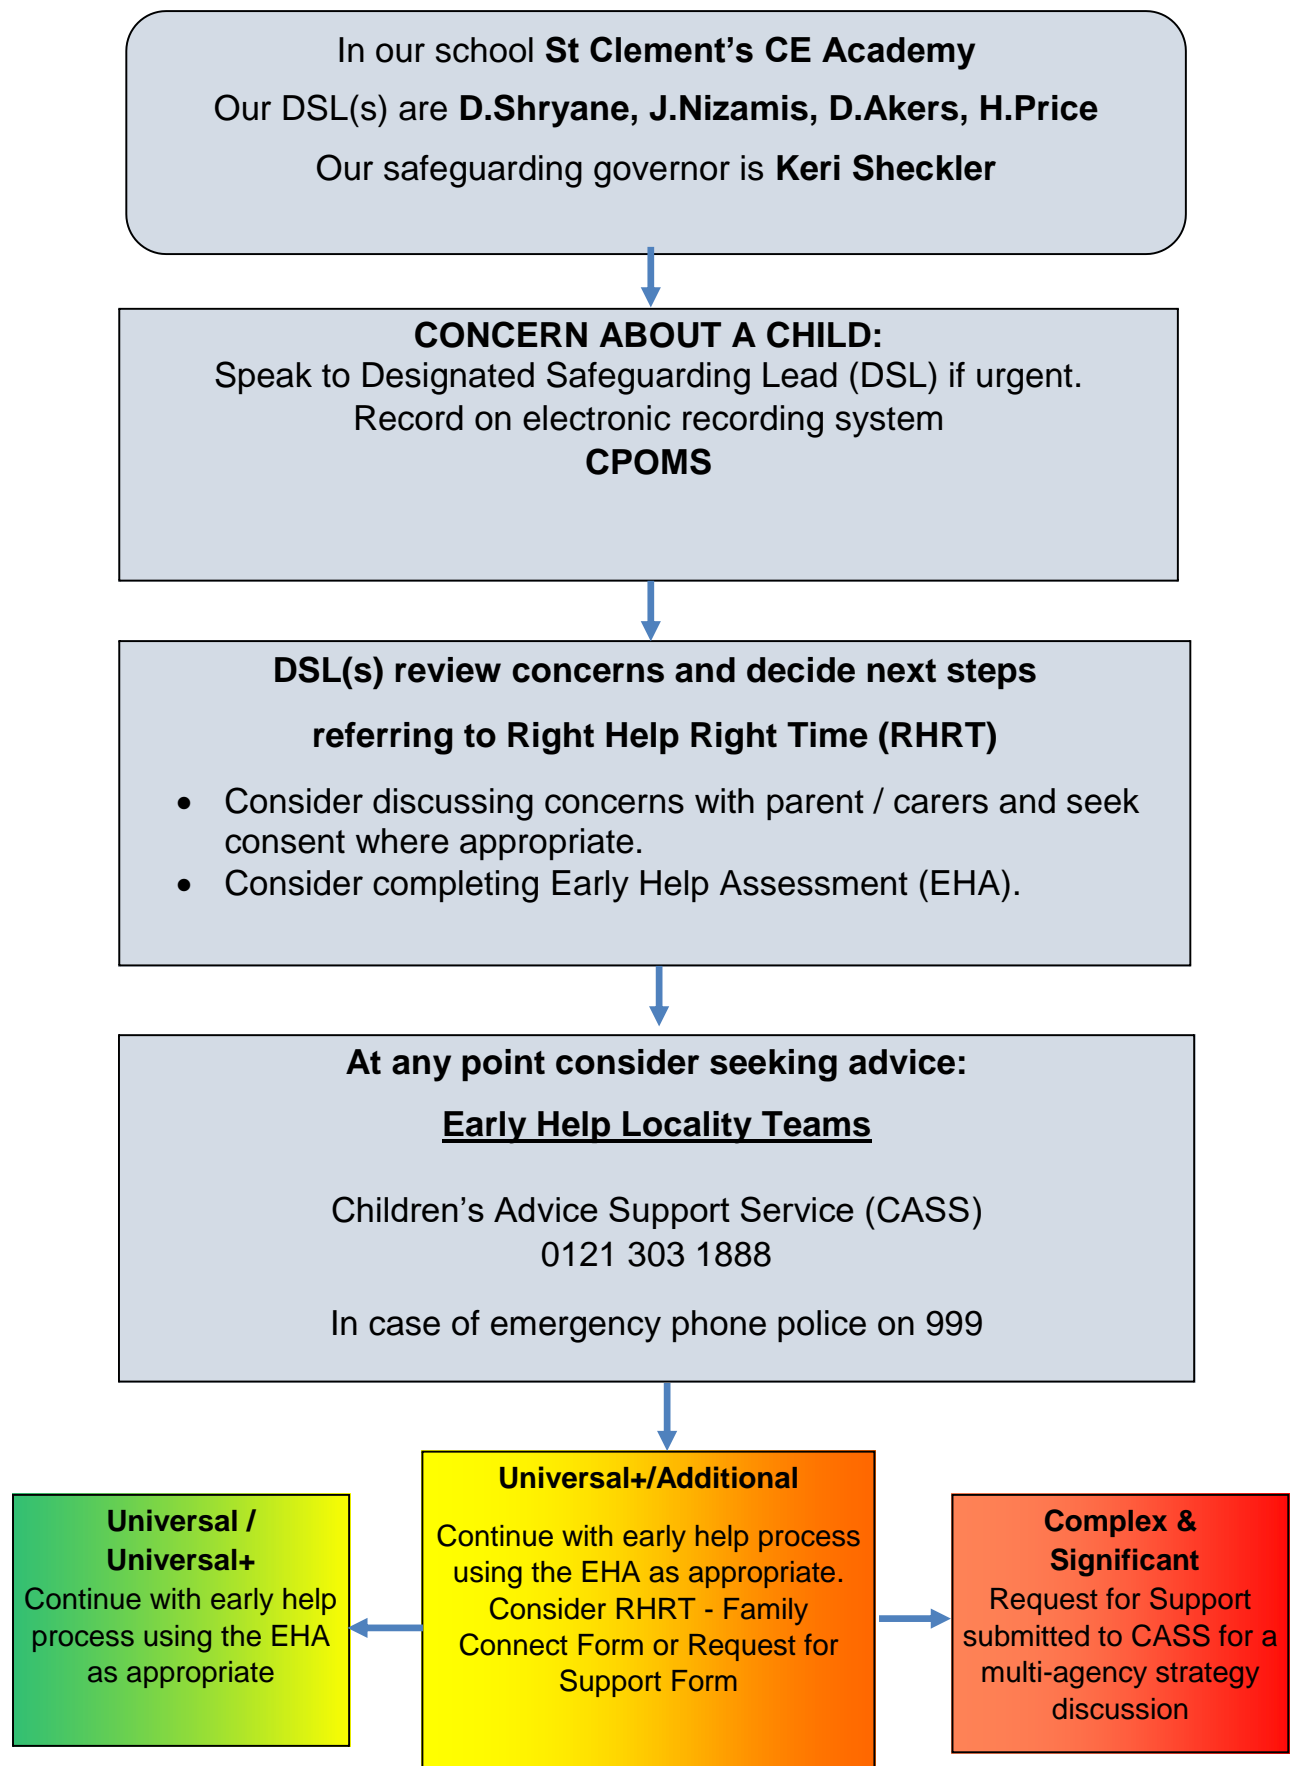 In our school St Clement's CE Academy
Our DSL(s) are D.Shryane, J.Nizamis, D.Akers, H.Price
Our safeguarding governor is Keri Sheckler
CONCERN ABOUT A CHILD:
Speak to Designated Safeguarding Lead (DSL) if urgent.
Record on electronic recording system
CPOMS
DSL(s) review concerns and decide next steps
referring to Right Help Right Time (RHRT)
• Consider discussing concerns with parent / carers and seek
consent where appropriate.
• Consider completing Early Help Assessment (EHA).
At any point consider seeking advice:
Early Help Locality Teams
Children's Advice Support Service (CASS)
0121 303 1888
In case of emergency phone police on 999
Universal /
Universal+
Continue with early help
process using the EHA
as appropriate
Universal+/Additional
Continue with early help process
using the EHA as appropriate.
Consider RHRT - Family
Connect Form or Request for
Support Form
Complex &
Significant
Request for Support
submitted to CASS for a
multi-agency strategy
discussion